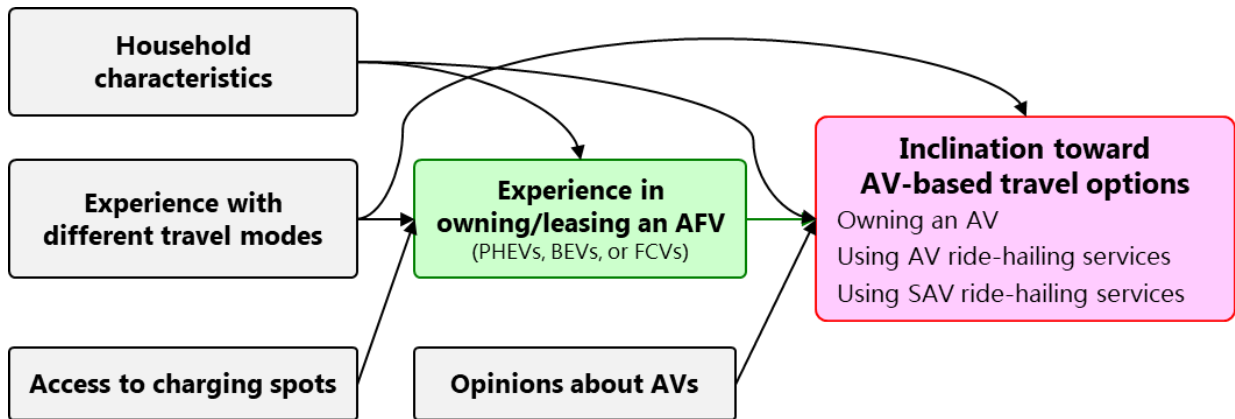 Household
characteristics
Experience with
different travel modes
Access to charging spots
Experience in
owning/leasing an AFV
(PHEVs, BEVs, or FCVs)
Opinions about AVs
Inclination toward
AV-based travel options
Owning an AV
Using AV ride-hailing services
Using SAV ride-hailing services